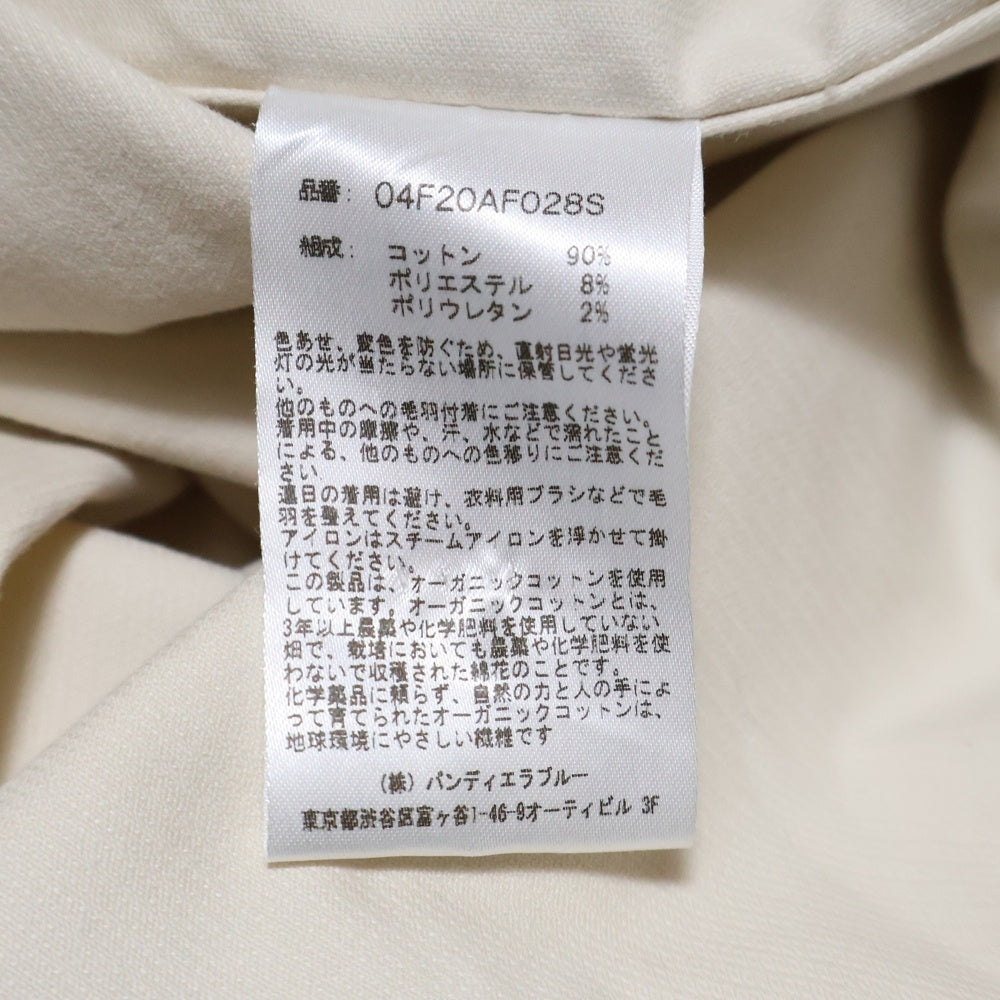 品番: 04F20AF028S
組成: コットン 90%
ポリエステル 8%
ポリウレタン 2%
色あせ、変色を防ぐため、直射日光や蛍光
灯の光が当たらない場所に保管してくださ
い。
他のものへの毛羽付着にご注意ください。
着用中の摩擦や、汗、水などで濡れたこと
による、他のものへの色移りにご注意くだ
さい
連日の着用は避け、衣料用ブラシなどで毛
羽を整えてください。
アイロンはスチームアイロンを浮かせて掛
けてください。
この製品は、オーガニックコットンを使用
しています。オーガニックコットンとは、
3年以上農薬や化学肥料を使用していない
畑で、栽培においても農薬や化学肥料を使
わないで収穫された綿花のことです。
化学薬品に頼らず、自然の力と人の手によ
って育てられたオーガニックコットンは、
地球環境にやさしい繊維です
(株) パンディエラブルー
東京都渋谷区富ヶ谷1-46-9オーティビル 3F